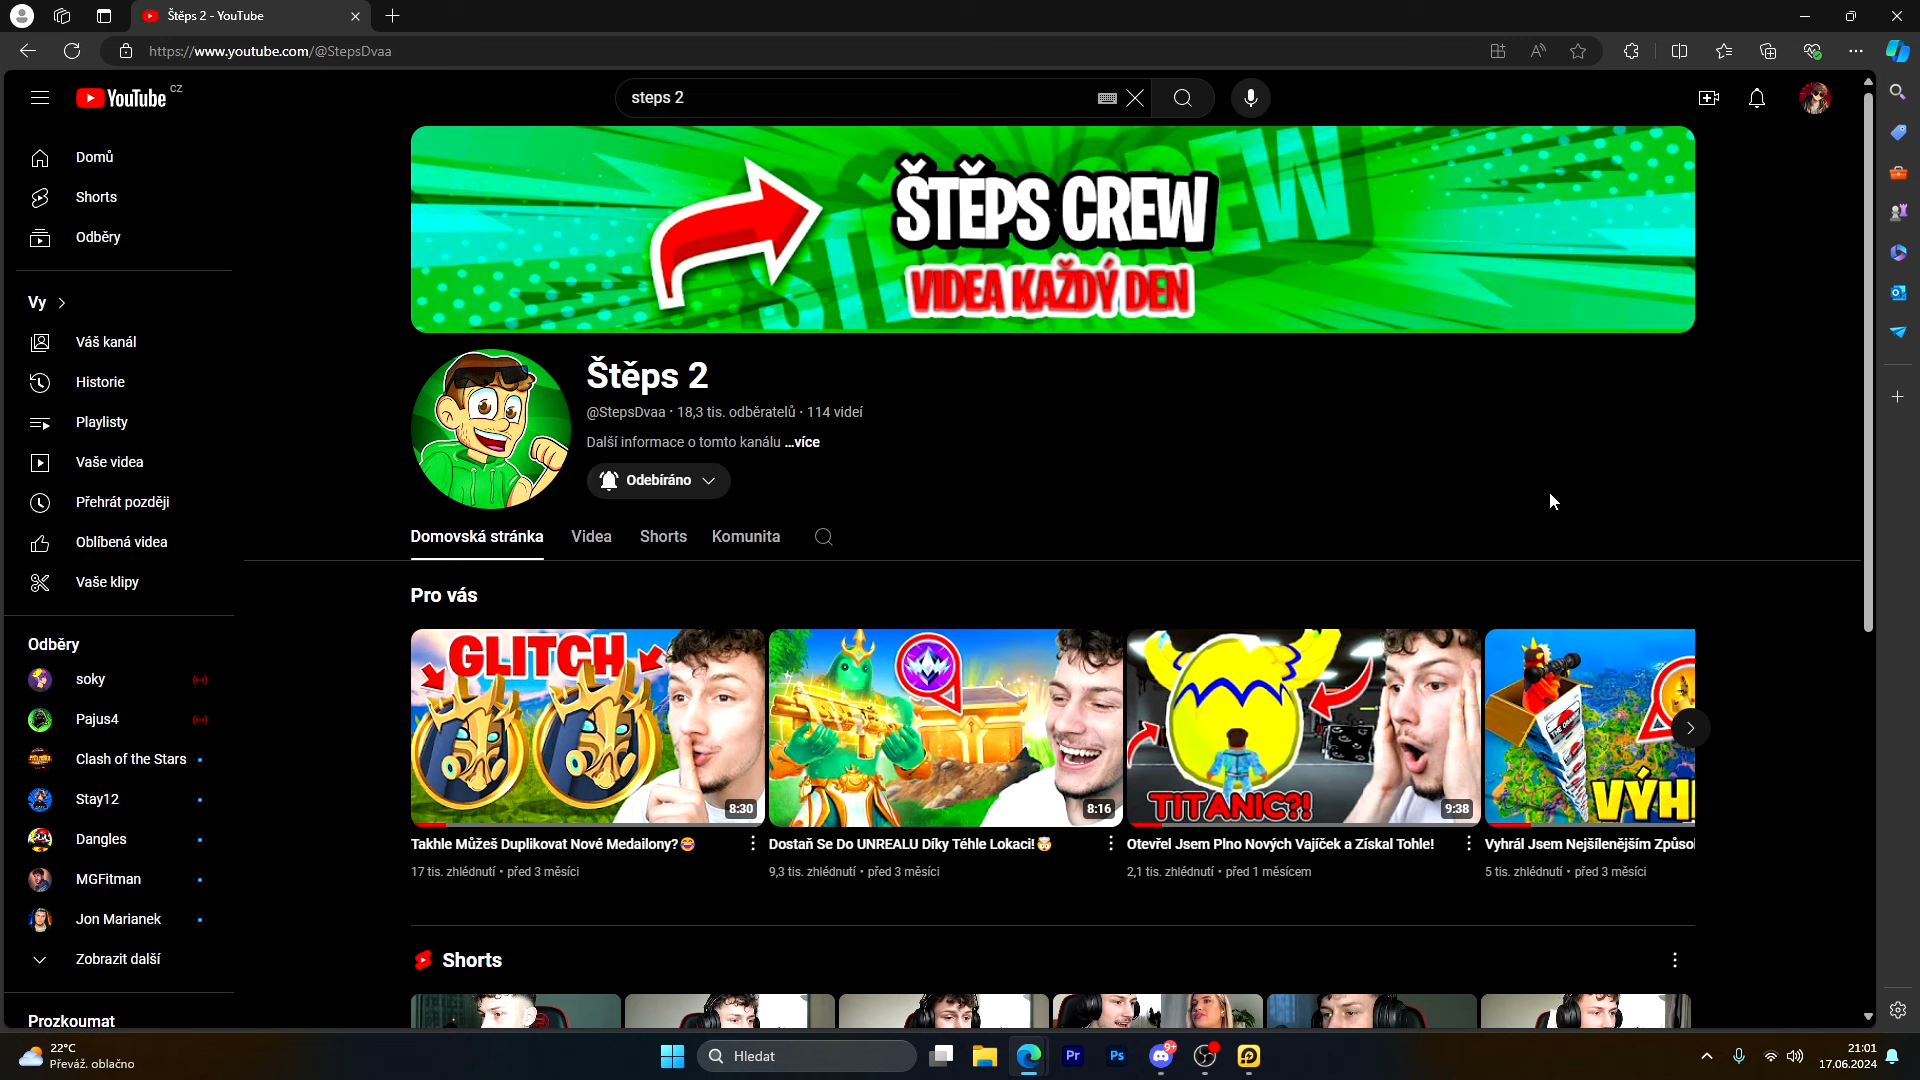 Štěps 2 - YouTube
https://www.youtube.com/@StepsDvaa
YouTube CZ
steps 2
Domů
Shorts
Odběry
Vy
Váš kanál
Historie
Playlisty
Vaše videa
Přehrát později
Oblíbená videa
Vaše klipy
Odběry
soky
Pajus4
Clash of the Stars
Stay12
Dangles
MGFitman
Jon Marianek
Zobrazit další
Prozkoumat
ŠTĚPS CREW
VIDEA KAŽDÝ DEN
Štěps 2
@StepsDvaa · 18,3 tis. odběratelů · 114 videí
Další informace o tomto kanálu ...více
Odebíráno
Domovská stránka Videa Shorts Komunita
Pro vás
GLITCH
8:30
8:16
TITANIC?!
9:38
VÝH
Takhle Můžeš Duplikovat Nové Medailony?😂
17 tis. zhlédnutí · před 3 měsíci
Dostaň Se Do UNREALU Díky Téhle Lokaci!🤯
9,3 tis. zhlédnutí · před 3 měsíci
Otevřel Jsem Plno Nových Vajíček a Získal Tohle!
2,1 tis. zhlédnutí · před 1 měsícem
Vyhrál Jsem Nejšílenějším Způso
5 tis. zhlédnutí · před 3 měsíci
Shorts
22°C
Převáž. oblačno
Hledat
Pr
Ps
9+
21:01
17.06.2024